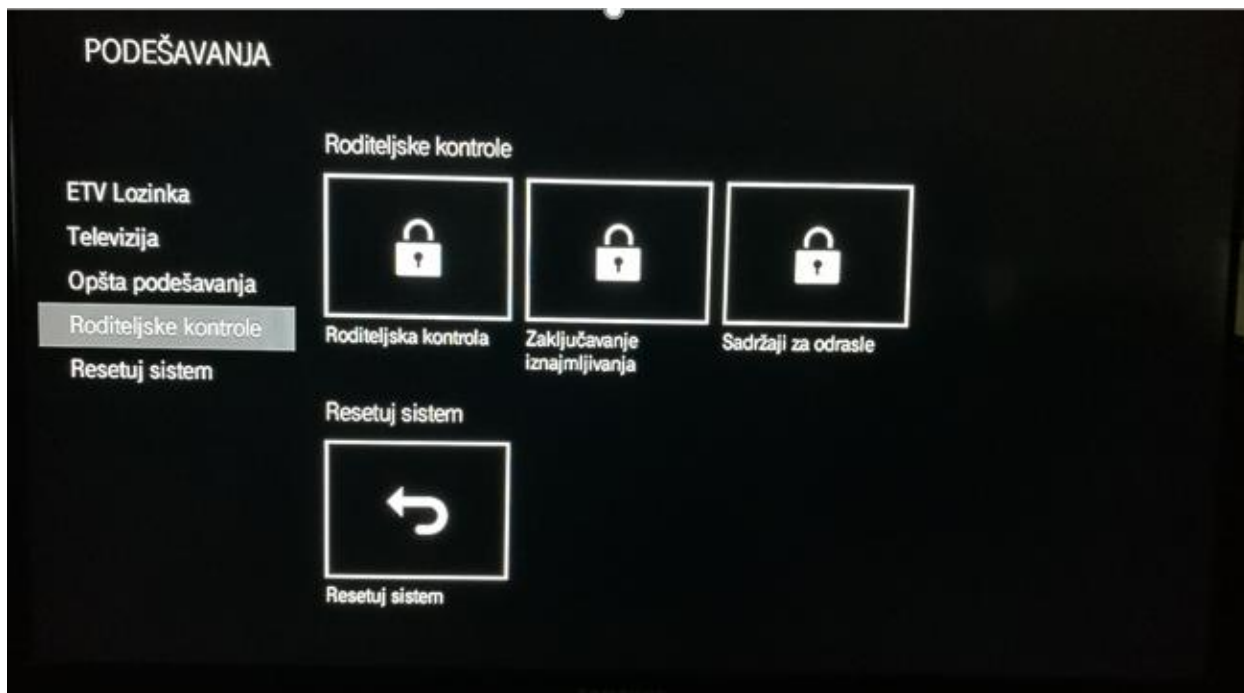 PODEŠAVANJA
ETV Lozinka
Televizija
Opšta podešavanja
Roditeljske kontrole
Resetuj sistem
Roditeljske kontrole
Roditeljska kontrola
Zaključavanje
iznajmljivanja
Sadržaji za odrasle
Resetuj sistem
Resetuj sistem